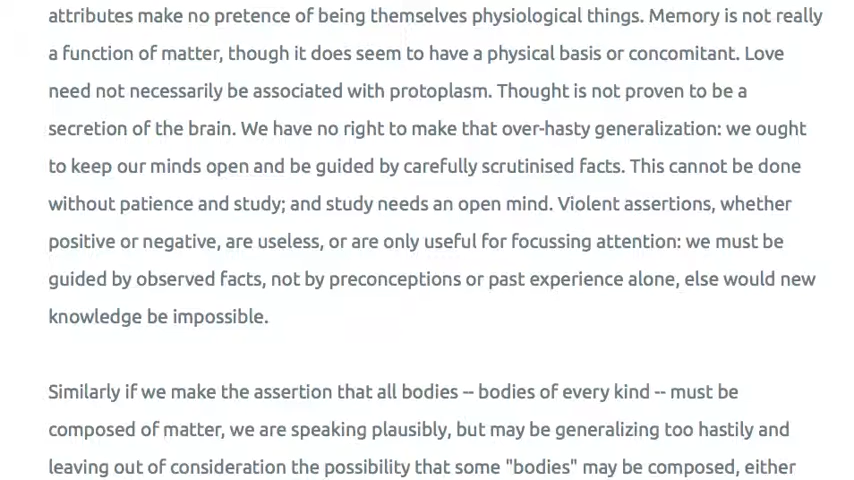 attributes make no pretence of being themselves physiological things. Memory is not really
a function of matter, though it does seem to have a physical basis or concomitant. Love
need not necessarily be associated with protoplasm. Thought is not proven to be a
secretion of the brain. We have no right to make that over-hasty generalization: we ought
to keep our minds open and be guided by carefully scrutinised facts. This cannot be done
without patience and study; and study needs an open mind. Violent assertions, whether
positive or negative, are useless, or are only useful for focussing attention: we must be
guided by observed facts, not by preconceptions or past experience alone, else would new
knowledge be impossible.
Similarly if we make the assertion that all bodies -- bodies of every kind -- must be
composed of matter, we are speaking plausibly, but may be generalizing too hastily and
leaving out of consideration the possibility that some "bodies" may be composed, either